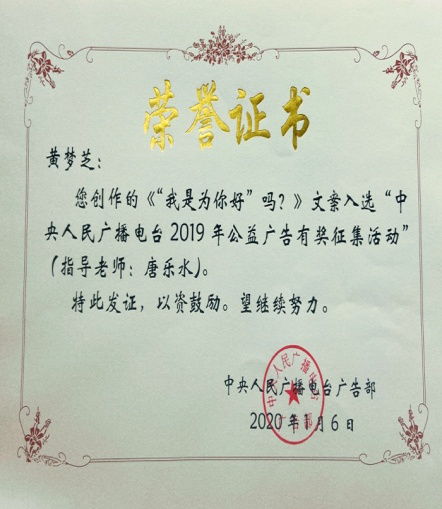 荣誉证书
黄梦芝：
您创作的《“我是为你好”吗？》文案入选“中
央人民广播电台2019年公益广告有奖征集活动”
（指导老师：唐乐水）。
特此发证，以资鼓励。望继续努力。
中央人民广播电台广告部
2020年1月6日